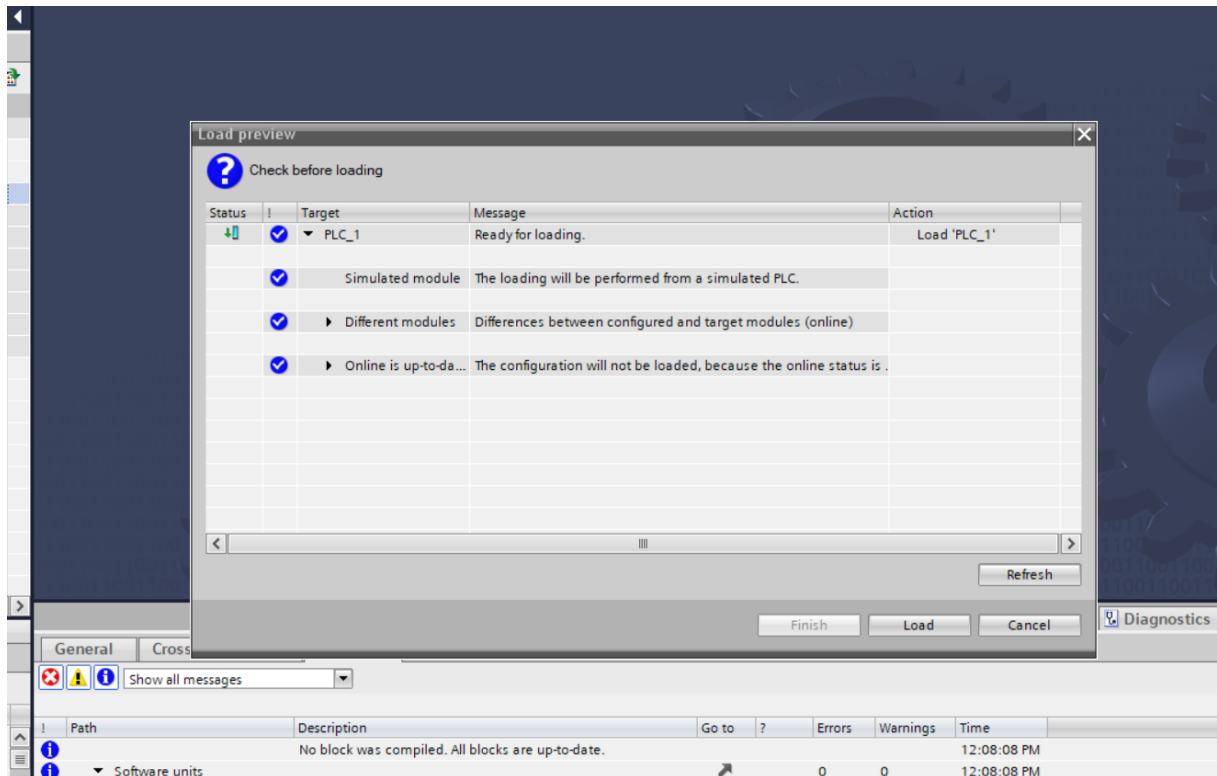 Load preview
Check before loading
Status ! Target Message Action
PLC_1 Ready for loading. Load 'PLC_1'
Simulated module The loading will be performed from a simulated PLC.
Different modules Differences between configured and target modules (online)
Online is up-to-da... The configuration will not be loaded, because the online status is .
Refresh
Finish Load Cancel
Diagnostics
General Cross
Show all messages
! Path Description Go to ? Errors Warnings Time
No block was compiled. All blocks are up-to-date. 12:08:08 PM
Software units 0 0 12:08:08 PM